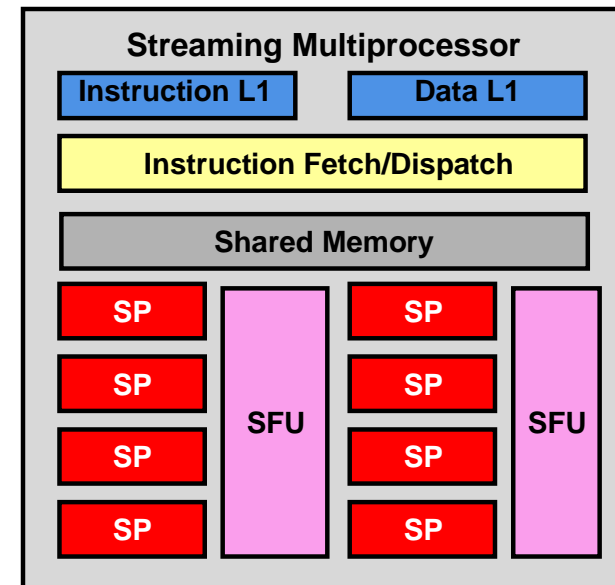 Streaming Multiprocessor
Instruction L1
Data L1
Instruction Fetch/Dispatch
Shared Memory
SP
SP
SP
SP
SFU
SP
SP
SP
SP
SFU